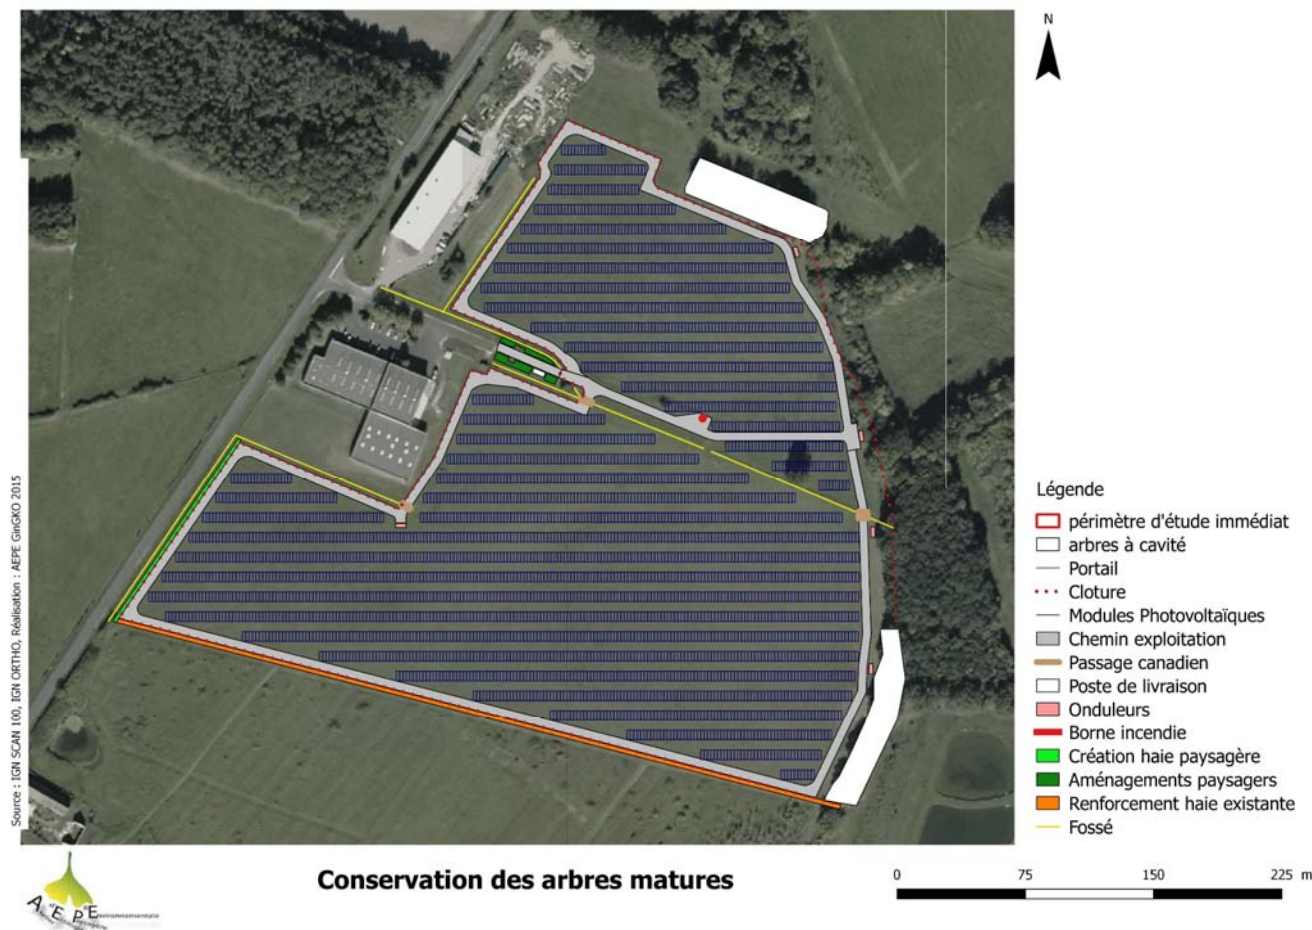 N
Légende
périmètre d'étude immédiat
arbres à cavité
Portail
Cloture
Modules Photovoltaïques
Chemin exploitation
Passage canadien
Poste de livraison
Onduleurs
Borne incendie
Création haie paysagère
Aménagements paysagers
Renforcement haie existante
Fossé
Source : IGN SCAN 100, IGN ORTHO, Réalisation : AEPE GinGKO 2015
Conservation des arbres matures
0 75 150 225 m
A E P E nvironnementale